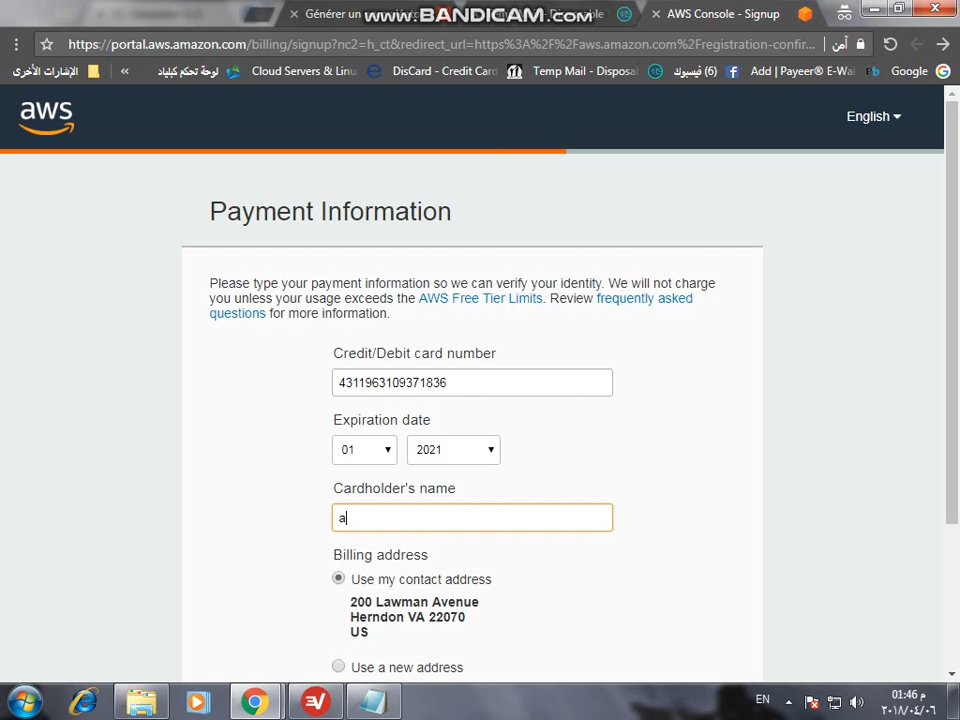 Générer un
www.BANDICAM.com
AWS Console - Signup
https://portal.aws.amazon.com/billing/signup?nc2=h_ct&redirect_url=https%3A%2F%2Faws.amazon.com%2Fregistration-confir...
آمن
الإشارات الأخرى
»
لوحة تحكم كبلباد
Cloud Servers & Linu
DisCard - Credit Card
Temp Mail - Disposal
(6) فيسبوك
Add | Payeer® E-Wal
Google
aws
English
Payment Information
Please type your payment information so we can verify your identity. We will not charge
you unless your usage exceeds the AWS Free Tier Limits. Review frequently asked
questions for more information.
Credit/Debit card number
4311963109371836
Expiration date
01
2021
Cardholder's name
a
Billing address
Use my contact address
200 Lawman Avenue
Herndon VA 22070
US
Use a new address
EN
01:46 م
٢٠١٨/٠٤/٠٦